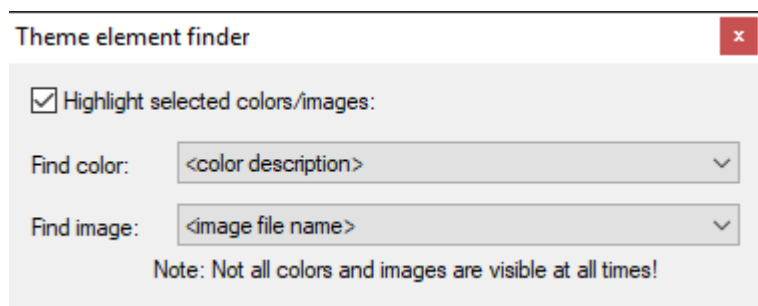 Theme element finder
x
Highlight selected colors/images:
Find color: <color description>
Find image: <image file name>
Note: Not all colors and images are visible at all times!